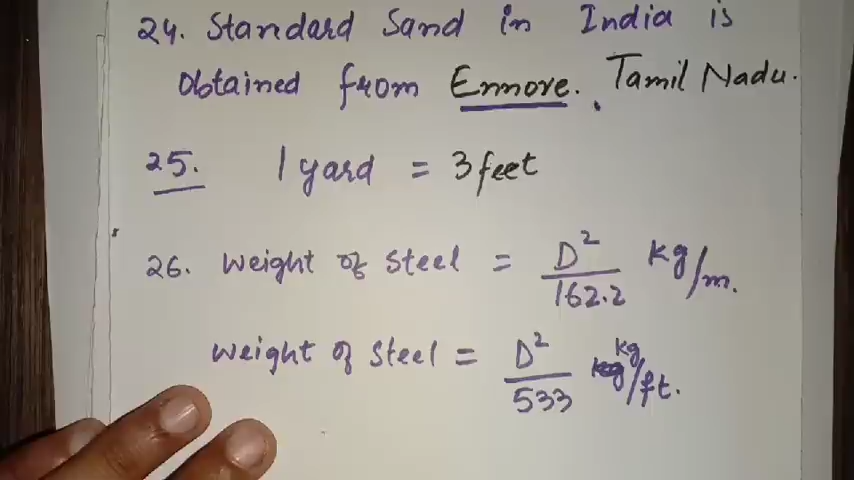 24. Standard Sand in India is
obtained from Ennore. Tamil Nadu.
25. 1 yard = 3 feet
26. Weight of Steel = D²/162.2 kg/m.
Weight of Steel = D²/533 kg/ft.